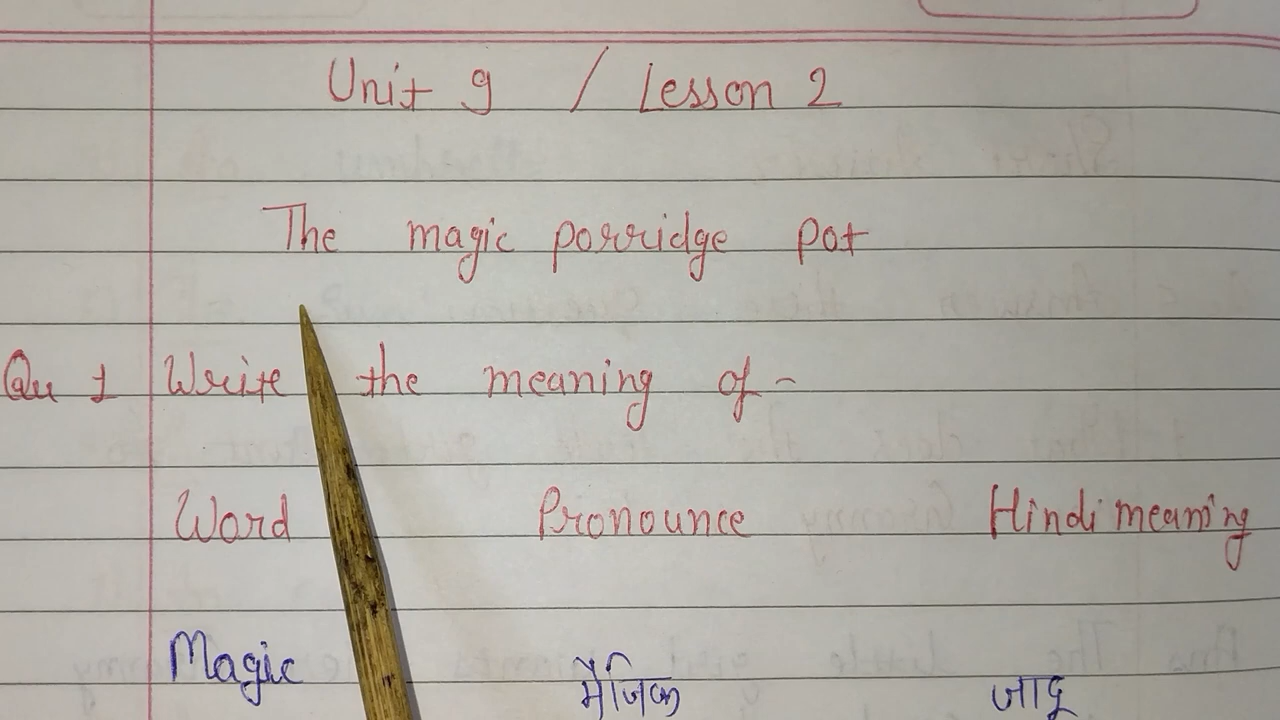 Unit 9 / Lesson 2
The magic porridge pot
Qu 1 Write the meaning of -
Word Pronounce Hindi meaning
Magic मैजिक जादू